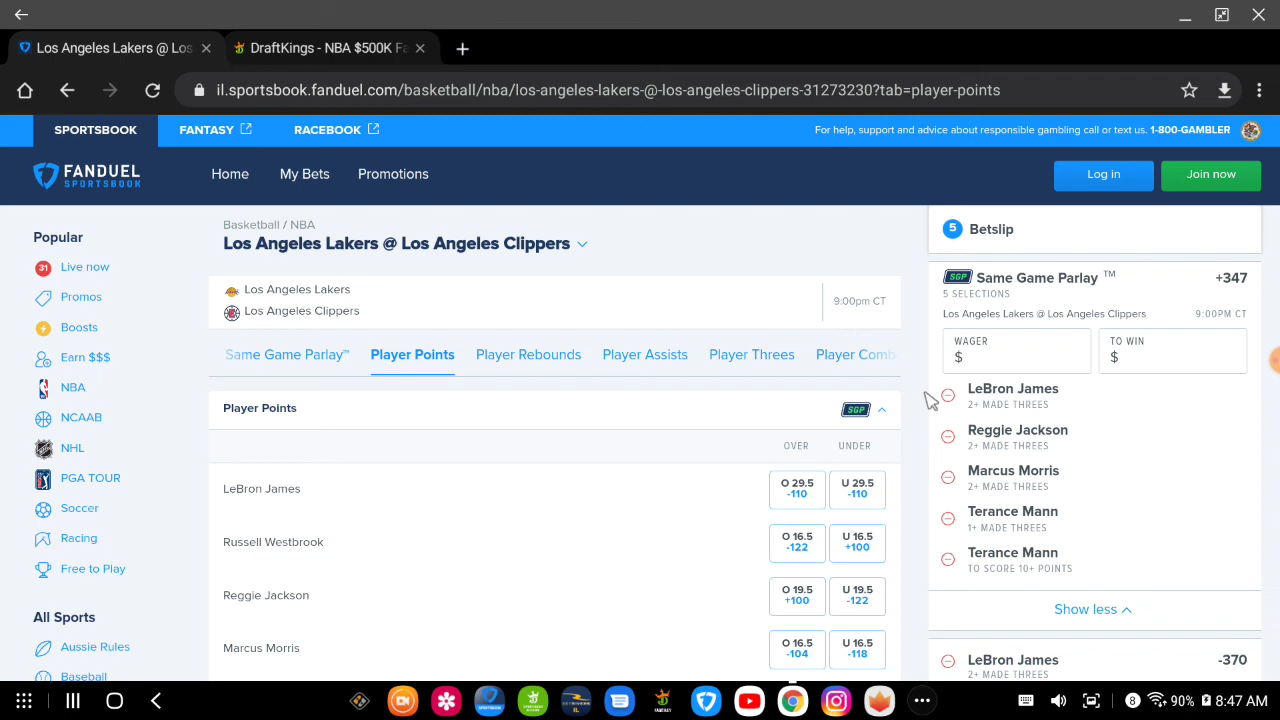 Los Angeles Lakers @ Los
DraftKings - NBA $500K Fa
il.sportsbook.fanduel.com/basketball/nba/los-angeles-lakers-@-los-angeles-clippers-31273230?tab=player-points
SPORTSBOOK
FANTASY
RACEBOOK
For help, support and advice about responsible gambling call or text us. 1-800-GAMBLER
FANDUEL
SPORTSBOOK
Home
My Bets
Promotions
Log in
Join now
Popular
31 Live now
Promos
Boosts
Earn $$$
NBA
NCAAB
NHL
PGA TOUR
Soccer
Racing
Free to Play
All Sports
Aussie Rules
Baseball
Basketball / NBA
Los Angeles Lakers @ Los Angeles Clippers
Los Angeles Lakers
Los Angeles Clippers
9:00pm CT
Same Game Parlay™
Player Points
Player Rebounds
Player Assists
Player Threes
Player Comb
Player Points
SGP
OVER
UNDER
LeBron James
O 29.5
-110
U 29.5
-110
Russell Westbrook
O 16.5
-122
U 16.5
+100
Reggie Jackson
O 19.5
+100
U 19.5
-122
Marcus Morris
O 16.5
-104
U 16.5
-118
5 Betslip
SGP Same Game Parlay ™
+347
5 SELECTIONS
Los Angeles Lakers @ Los Angeles Clippers
9:00PM CT
WAGER
$
TO WIN
$
LeBron James
2+ MADE THREES
Reggie Jackson
2+ MADE THREES
Marcus Morris
2+ MADE THREES
Terance Mann
1+ MADE THREES
Terance Mann
TO SCORE 10+ POINTS
Show less
LeBron James
-370
2+ MADE THREES
8
90%
8:47 AM